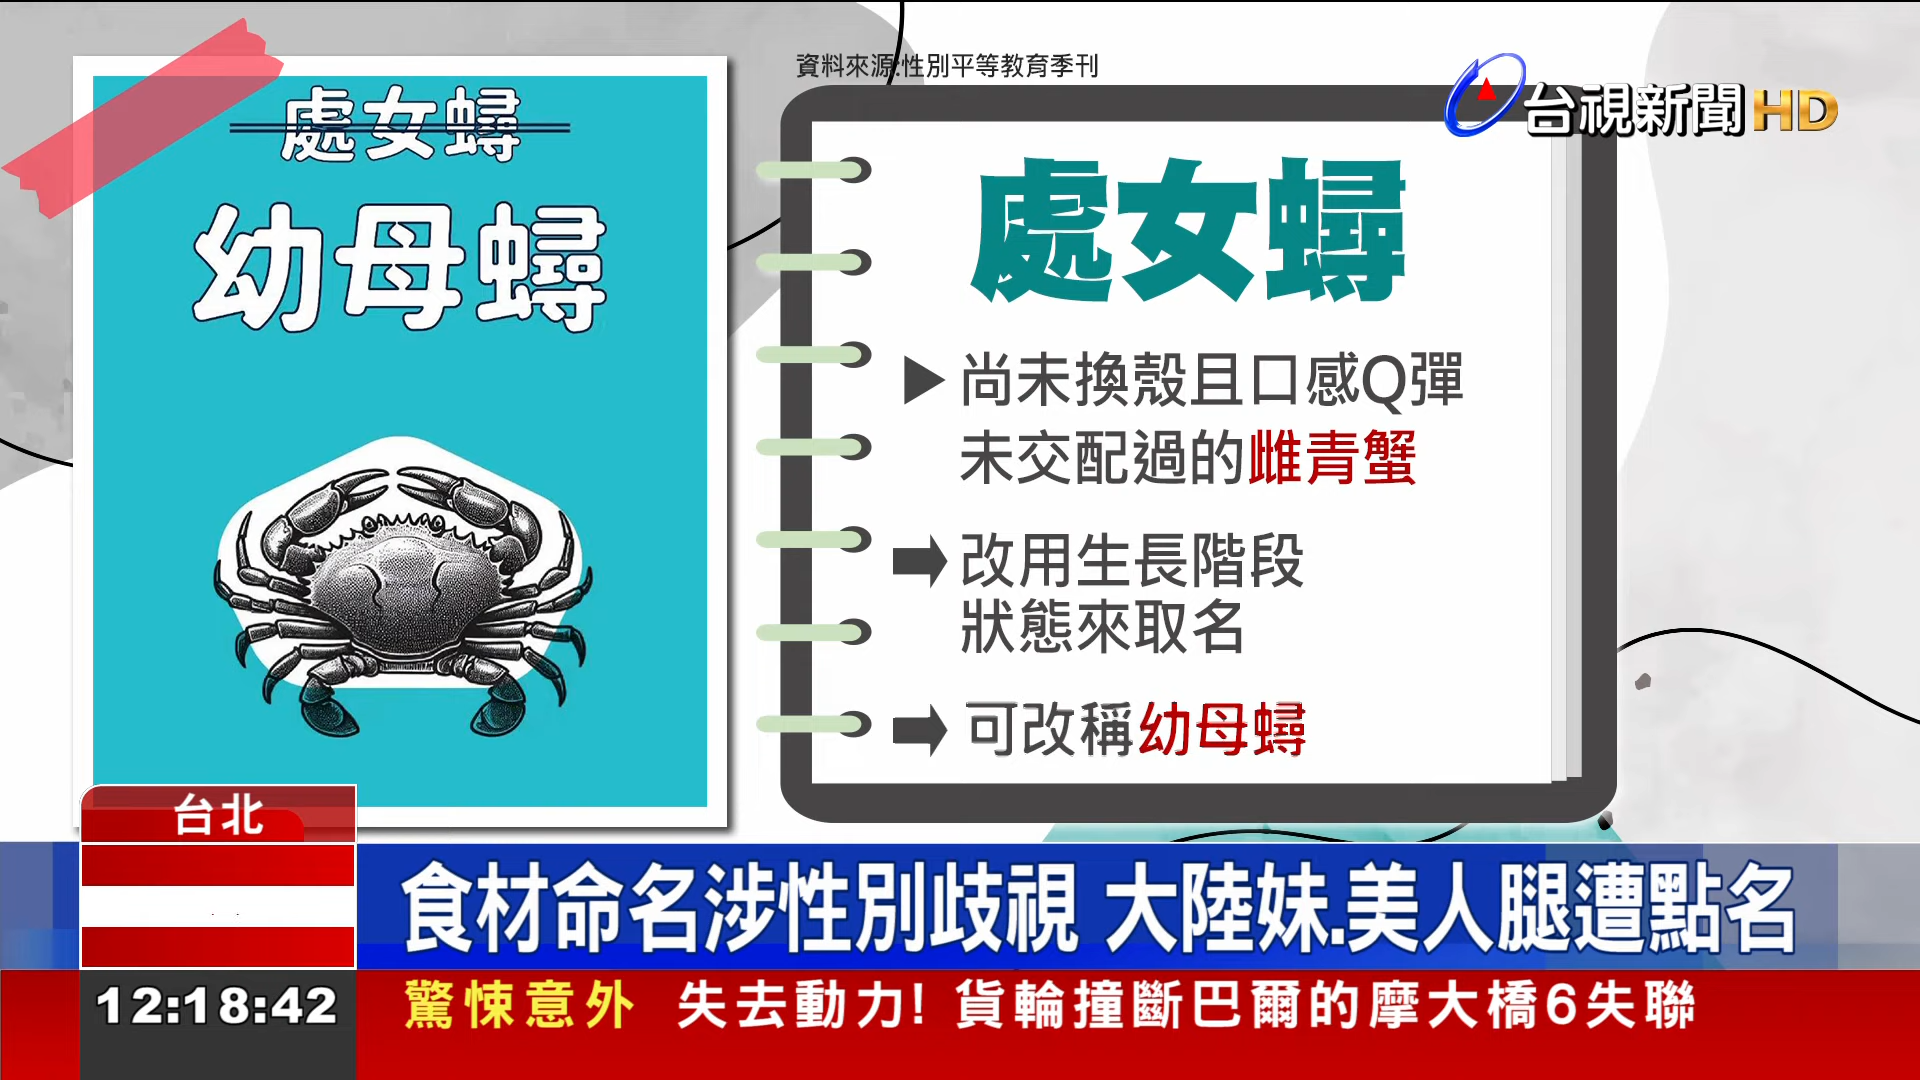 資料來源:性別平等教育季刊
台視新聞HD
處女蟳
幼母蟳
處女蟳
▶尚未換殼且口感Q彈
未交配過的雌青蟹
➡改用生長階段
狀態來取名
➡可改稱幼母蟳
台北
食材命名涉性別歧視 大陸妹.美人腿遭點名
12:18:42
驚悚意外 失去動力! 貨輪撞斷巴爾的摩大橋6失聯